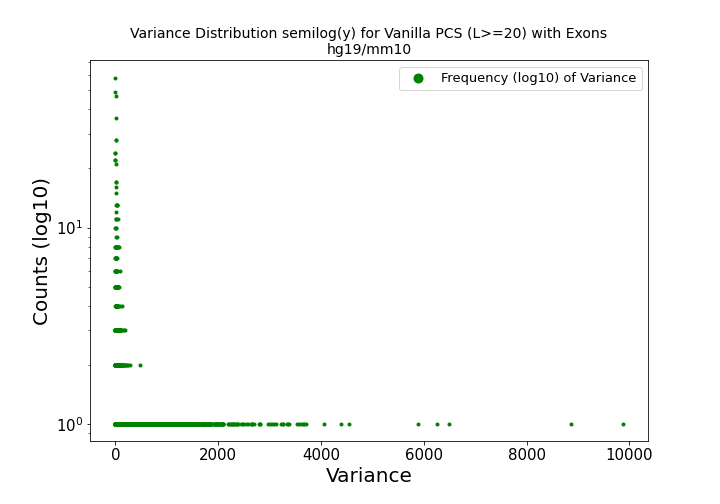 Variance Distribution semilog(y) for Vanilla PCS (L>=20) with Exons
hg19/mm10
Frequency (log10) of Variance
Counts (log10)
10¹
10⁰
0 2000 4000 6000 8000 10000
Variance